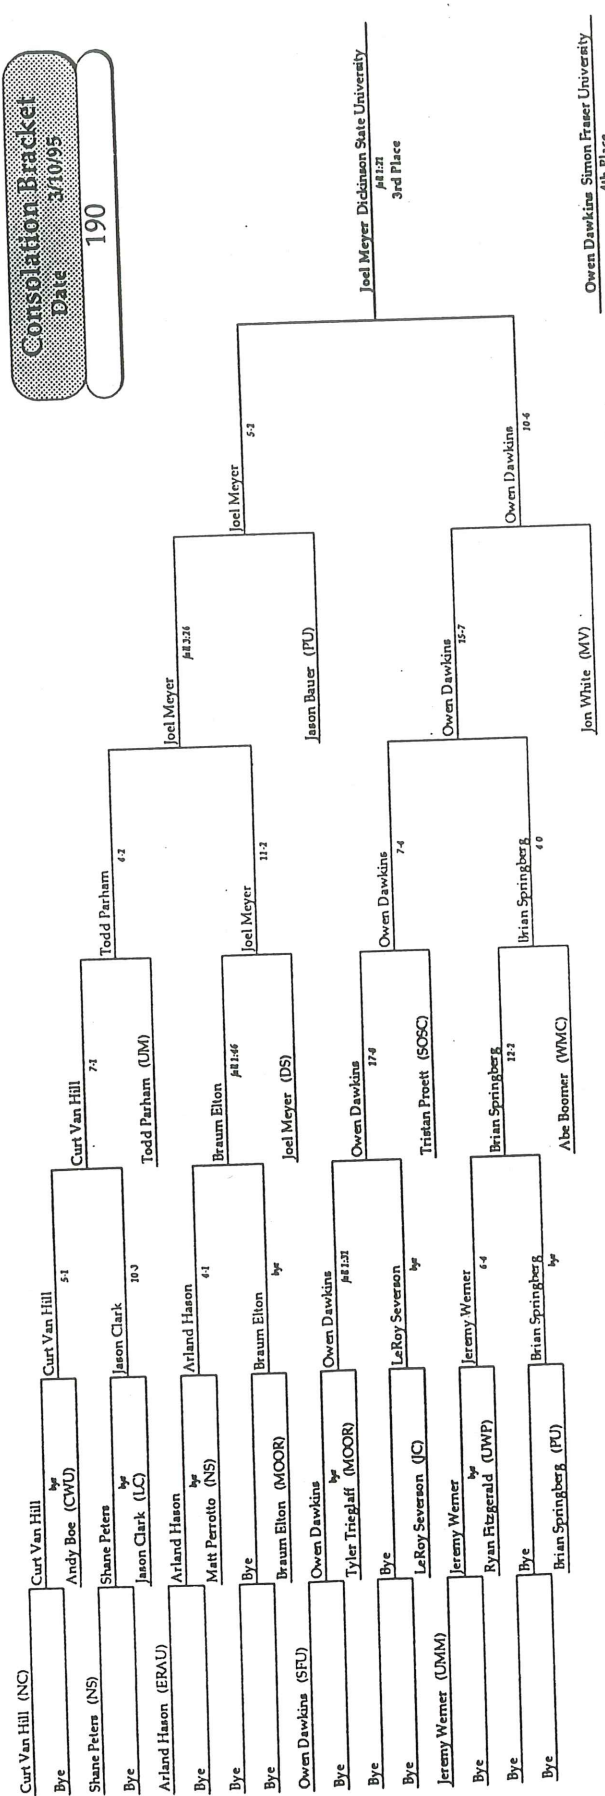 Consolation Bracket
Date 3/10/95
190
Curt Van Hill (NC)
Bye
Shane Peters (NS)
Bye
Arland Hason (ERAU)
Bye
Bye
Bye
Owen Dawkins (SFU)
Bye
Bye
Bye
Jeremy Werner (UMM)
Bye
Bye
Bye
Curt Van Hill
bye
Andy Boe (CWU)
Shane Peters
bye
Jason Clark (LC)
Arland Hason
bye
Matt Perrotto (NS)
Bye
Braum Elton (MOOR)
Owen Dawkins
bye
Tyler Trieglaff (MOOR)
Bye
LeRoy Severson (JC)
Jeremy Werner
bye
Ryan Fitzgerald (UWP)
Bye
Brian Springberg (PU)
Curt Van Hill
5-1
Jason Clark
10-3
Arland Hason
4-1
Braum Elton
bye
Owen Dawkins
fall 1:31
LeRoy Severson
bye
Jeremy Werner
6-4
Brian Springberg
bye
Curt Van Hill
7-1
Todd Parham (UM)
Braum Elton
fall 1:46
Joel Meyer (DS)
Owen Dawkins
17-8
Tristan Proett (SOSC)
Brian Springberg
12-2
Abe Boomer (WMC)
Todd Parham
4-2
Joel Meyer
11-2
Owen Dawkins
7-4
Brian Springberg
4 0
Joel Meyer
fall 3:26
Jason Bauer (PU)
Owen Dawkins
15-7
Jon White (MV)
Joel Meyer
5-2
Owen Dawkins
10-6
Joel Meyer Dickinson State University
fall 1:21
3rd Place
Owen Dawkins Simon Fraser University
4th Place